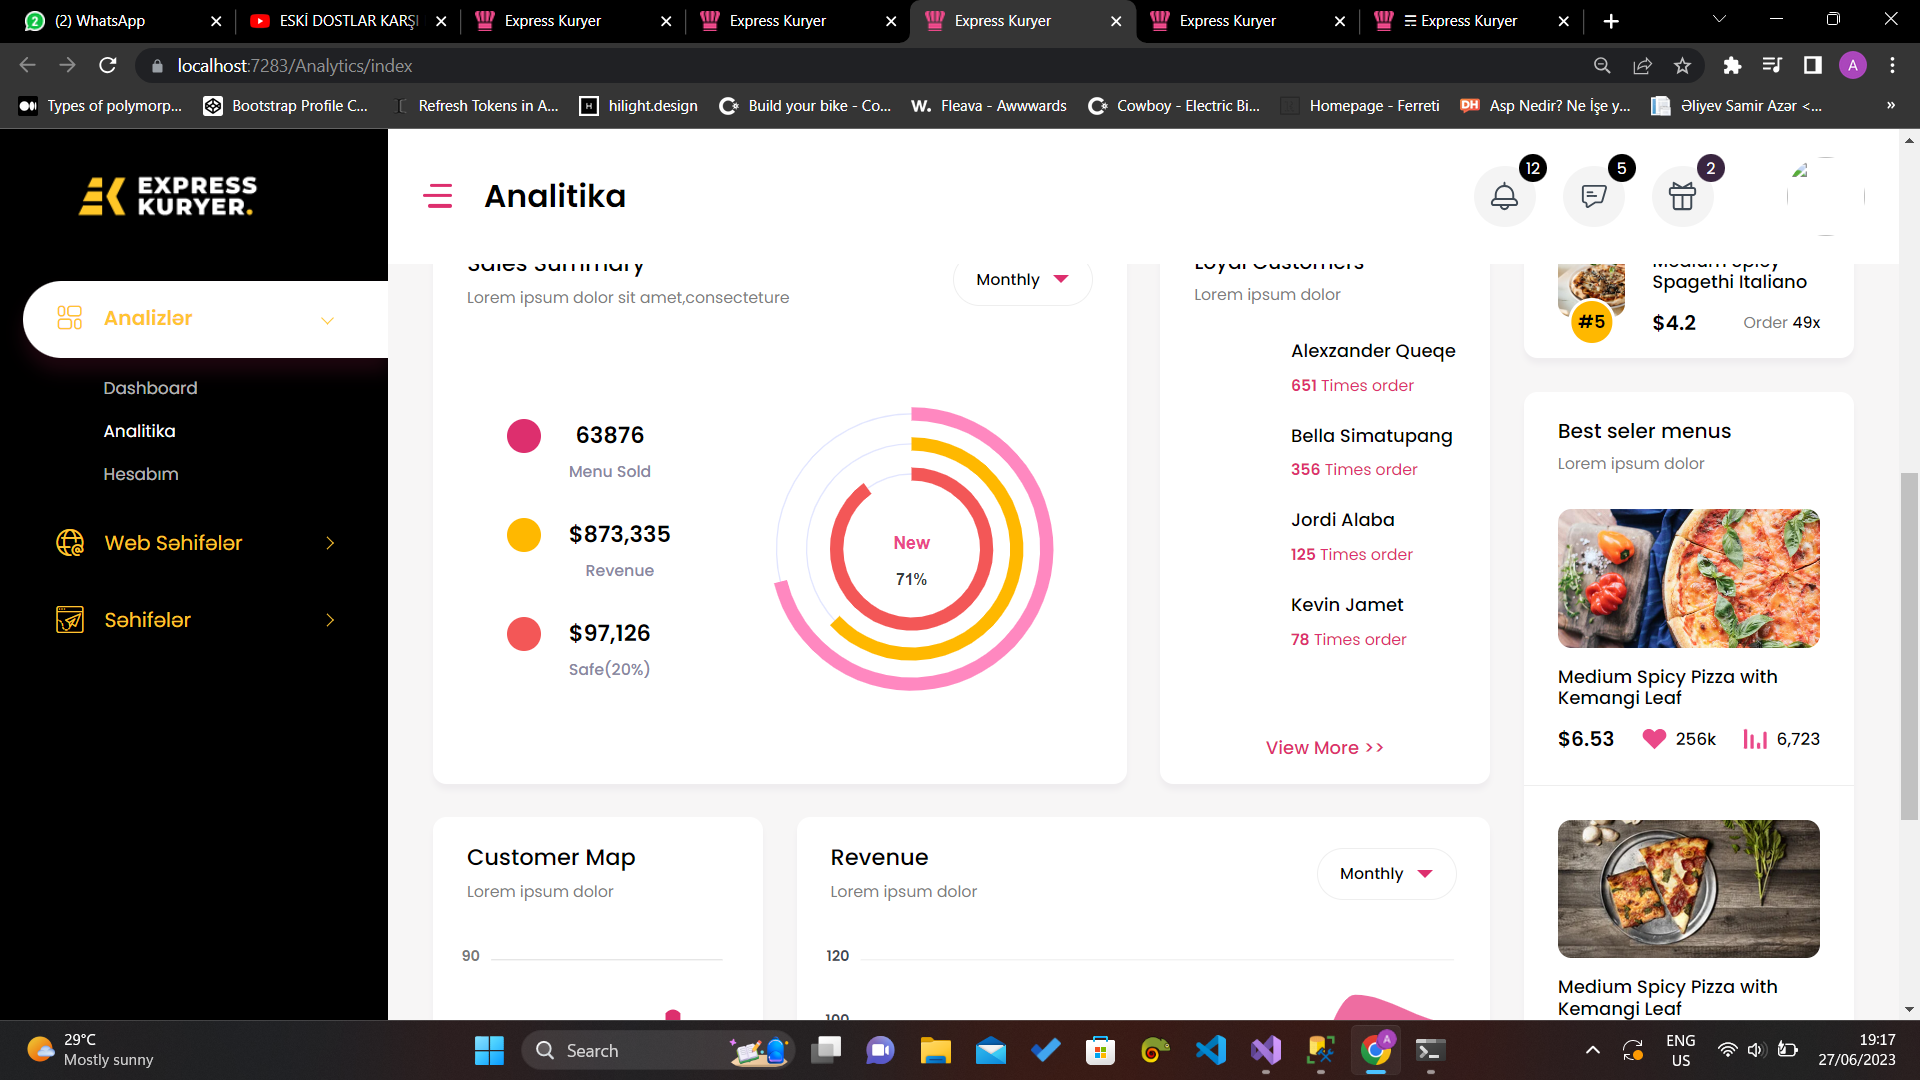 (2) WhatsApp
ESKİ DOSTLAR KARŞI
Express Kuryer
Express Kuryer
Express Kuryer
Express Kuryer
☴ Express Kuryer
localhost:7283/Analytics/index
A
Types of polymorp...
Bootstrap Profile C...
Refresh Tokens in A...
hilight.design
Build your bike - Co...
W. Fleava - Awwwards
Cowboy - Electric Bi...
Homepage - Ferreti
DH Asp Nedir? Ne İşe y...
Əliyev Samir Azər <...
»
EXPRESS
KURYER.
Analizlər
Dashboard
Analitika
Hesabım
Web Səhifələr
Səhifələr
Analitika
12
5
2
Sales Summary
Lorem ipsum dolor sit amet,consecteture
Monthly
63876
Menu Sold
$873,335
Revenue
$97,126
Safe(20%)
New
71%
Loyal Customers
Lorem ipsum dolor
Alexzander Queqe
651 Times order
Bella Simatupang
356 Times order
Jordi Alaba
125 Times order
Kevin Jamet
78 Times order
View More >>
Medium Spicy
Spagethi Italiano
#5
$4.2
Order 49x
Best seler menus
Lorem ipsum dolor
Medium Spicy Pizza with
Kemangi Leaf
$6.53
256k
6,723
Medium Spicy Pizza with
Kemangi Leaf
Customer Map
Lorem ipsum dolor
90
Revenue
Lorem ipsum dolor
Monthly
120
100
29°C
Mostly sunny
Search
A
ENG
US
19:17
27/06/2023